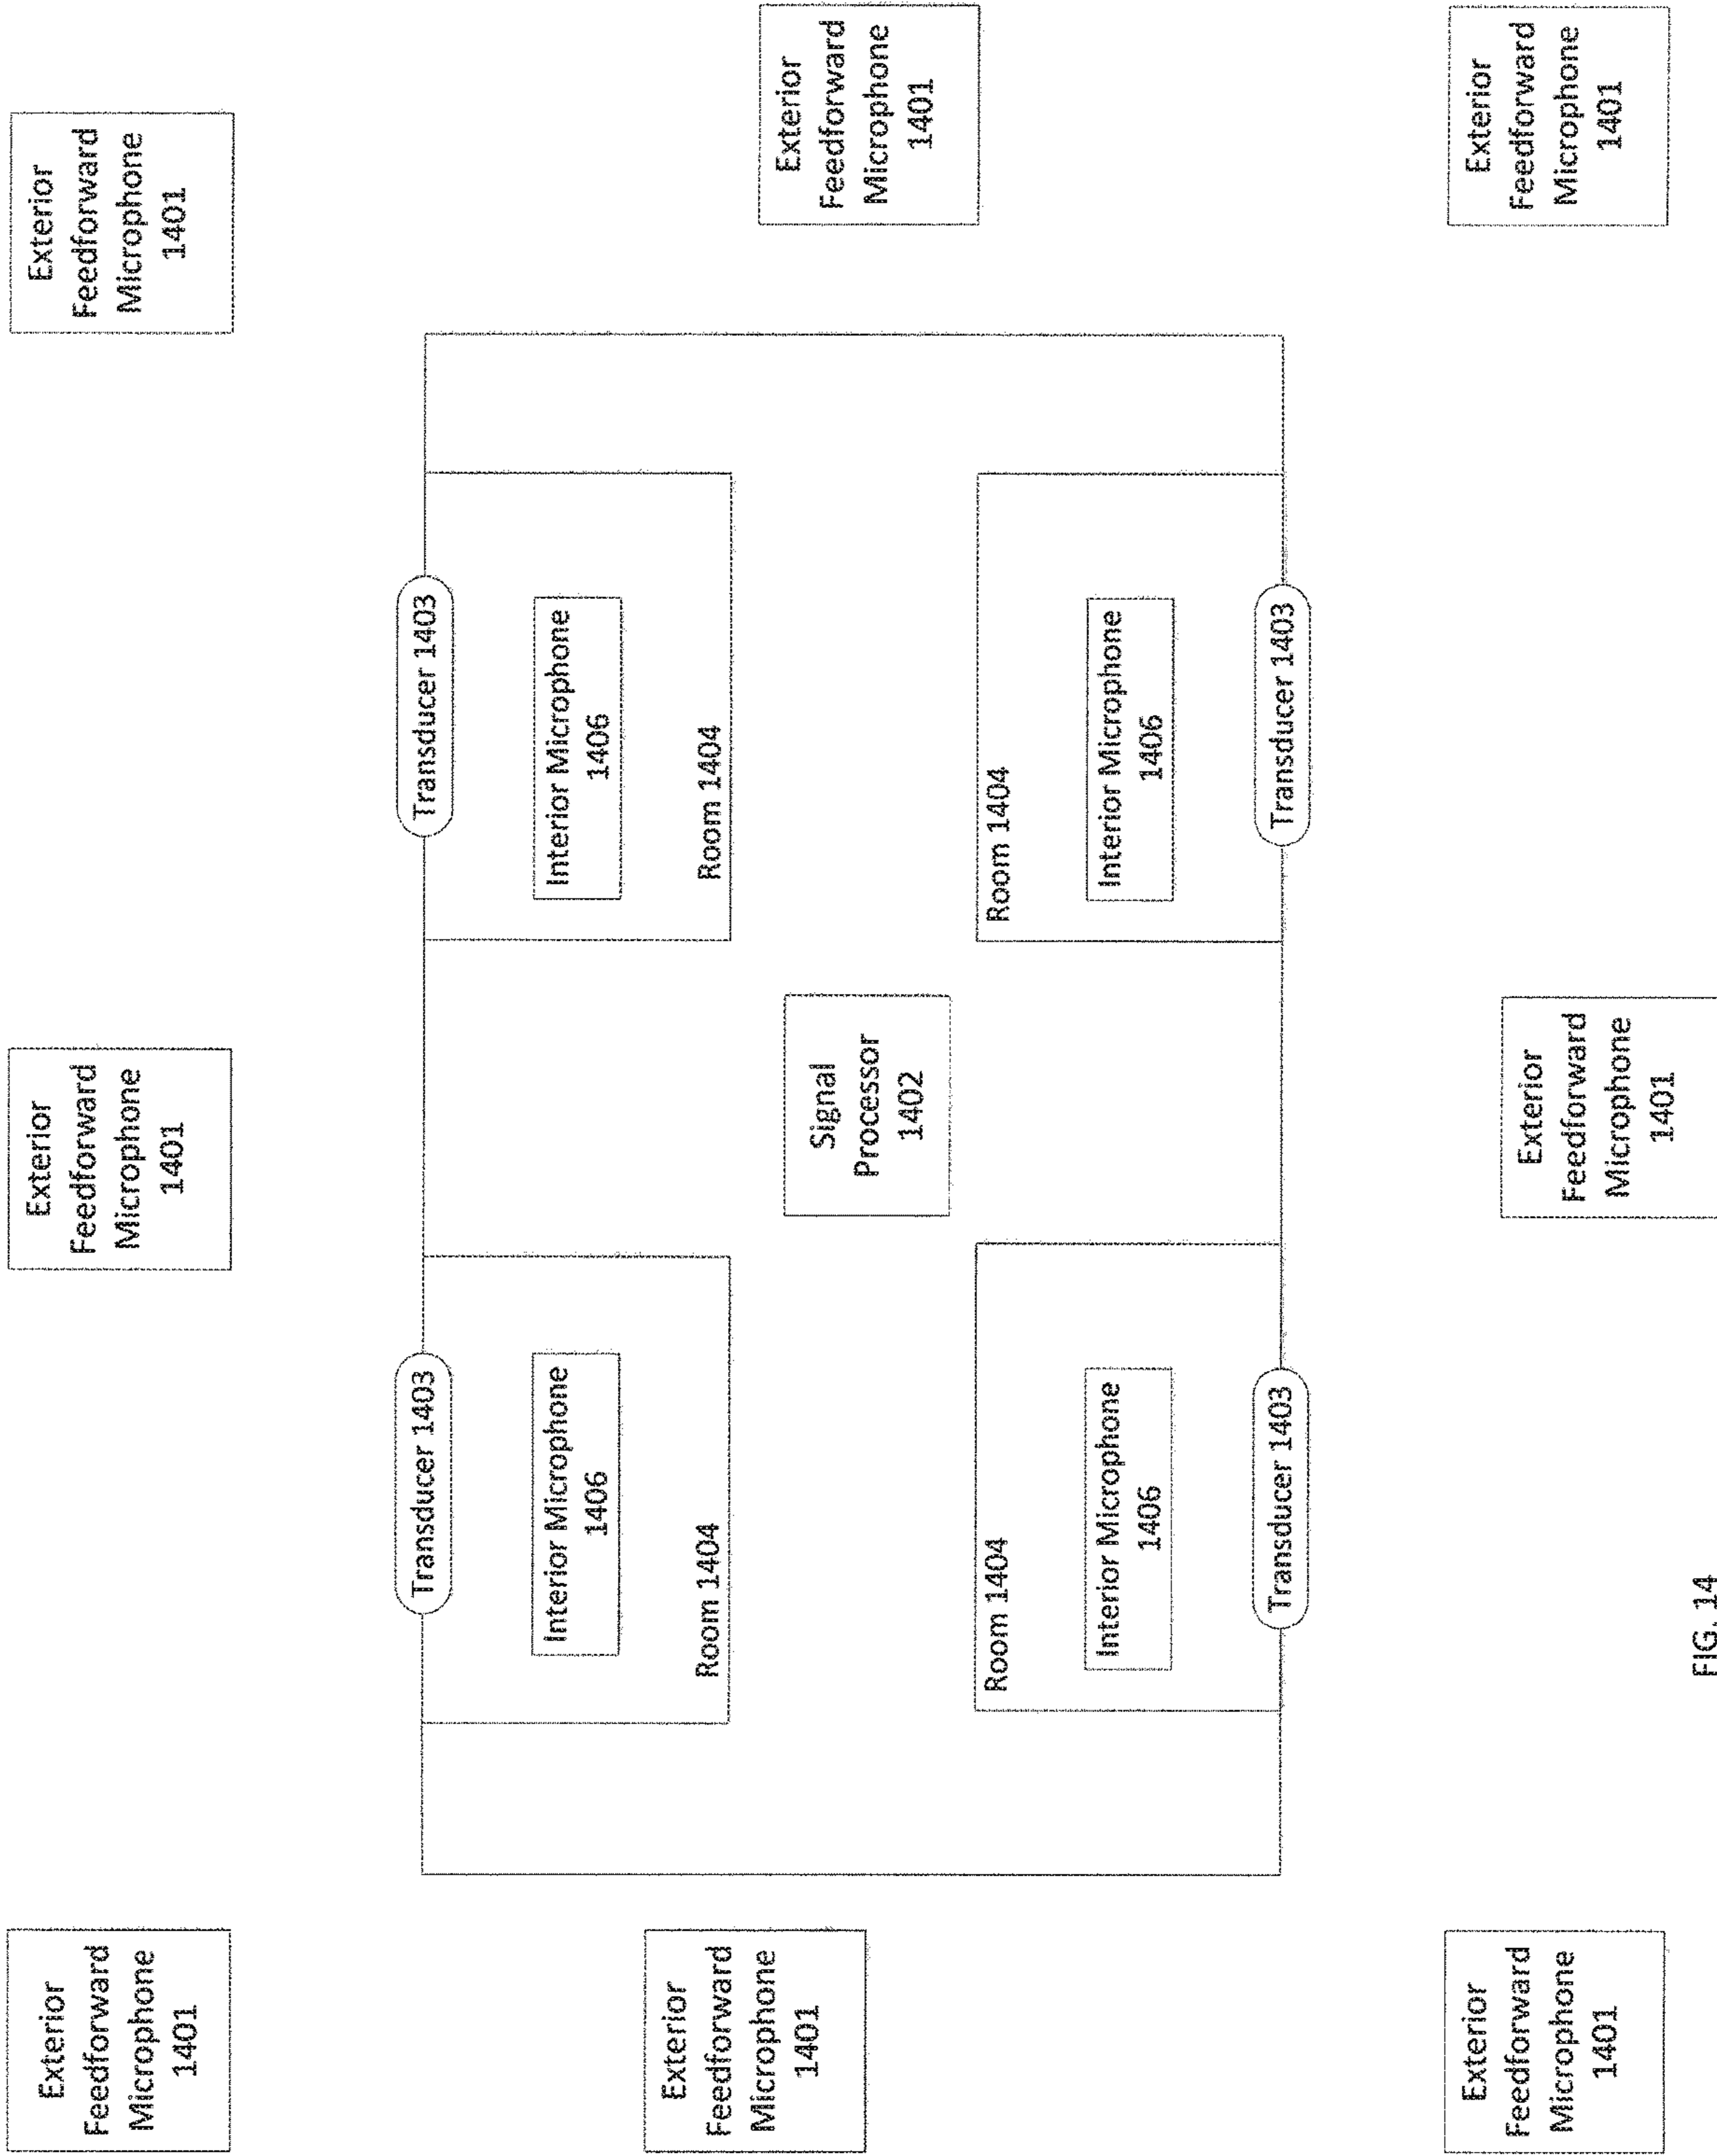 Exterior
Feedforward
Microphone
1401
Exterior
Feedforward
Microphone
1401
Exterior
Feedforward
Microphone
1401
Transducer 1403
Interior Microphone
1406
Room 1404
Transducer 1403
Interior Microphone
1406
Room 1404
Exterior
Feedforward
Microphone
1401
Signal
Processor
1402
Exterior
Feedforward
Microphone
1401
Room 1404
Interior Microphone
1406
Transducer 1403
Room 1404
Interior Microphone
1406
Transducer 1403
Exterior
Feedforward
Microphone
1401
Exterior
Feedforward
Microphone
1401
Exterior
Feedforward
Microphone
1401
FIG. 14